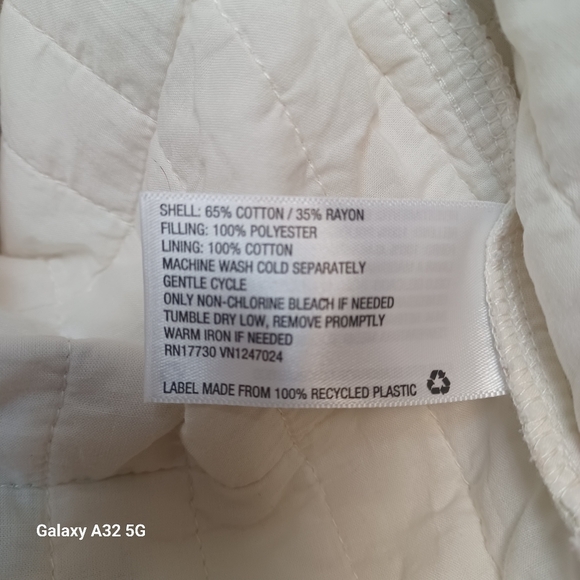 SHELL: 65% COTTON / 35% RAYON
FILLING: 100% POLYESTER
LINING: 100% COTTON
MACHINE WASH COLD SEPARATELY
GENTLE CYCLE
ONLY NON-CHLORINE BLEACH IF NEEDED
TUMBLE DRY LOW, REMOVE PROMPTLY
WARM IRON IF NEEDED
RN17730 VN1247024
LABEL MADE FROM 100% RECYCLED PLASTIC
Galaxy A32 5G